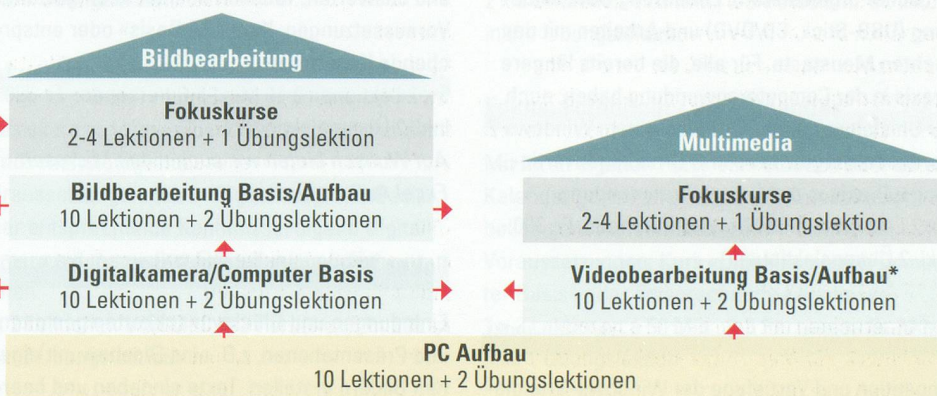 Bildbearbeitung
Fokuskurse
2-4 Lektionen + 1 Übungslektion
Bildbearbeitung Basis/Aufbau
10 Lektionen + 2 Übungslektionen
Digitalkamera/Computer Basis
10 Lektionen + 2 Übungslektionen
Multimedia
Fokuskurse
2-4 Lektionen + 1 Übungslektion
Videobearbeitung Basis/Aufbau*
10 Lektionen + 2 Übungslektionen
PC Aufbau
10 Lektionen + 2 Übungslektionen